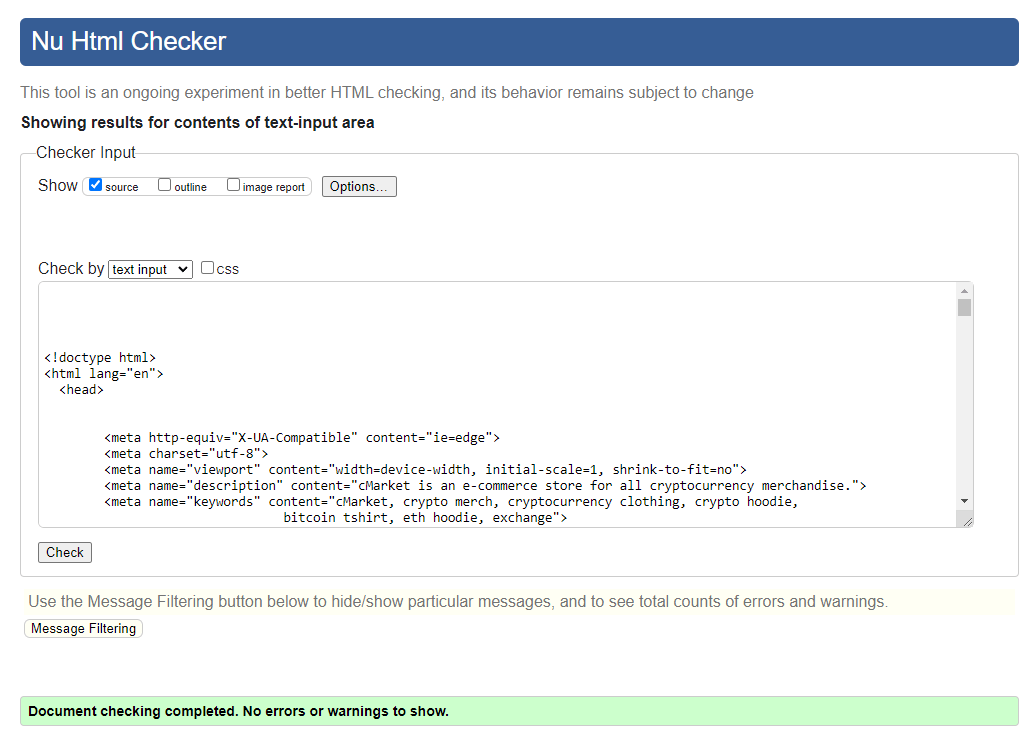 Nu Html Checker
This tool is an ongoing experiment in better HTML checking, and its behavior remains subject to change
Showing results for contents of text-input area
Checker Input
Show source outline image report Options...
Check by text input css
<!doctype html>
<html lang="en">
<head>
<meta http-equiv="X-UA-Compatible" content="ie=edge">
<meta charset="utf-8">
<meta name="viewport" content="width=device-width, initial-scale=1, shrink-to-fit=no">
<meta name="description" content="cMarket is an e-commerce store for all cryptocurrency merchandise.">
<meta name="keywords" content="cMarket, crypto merch, cryptocurrency clothing, crypto hoodie,
bitcoin tshirt, eth hoodie, exchange">
Check
Use the Message Filtering button below to hide/show particular messages, and to see total counts of errors and warnings.
Message Filtering
Document checking completed. No errors or warnings to show.